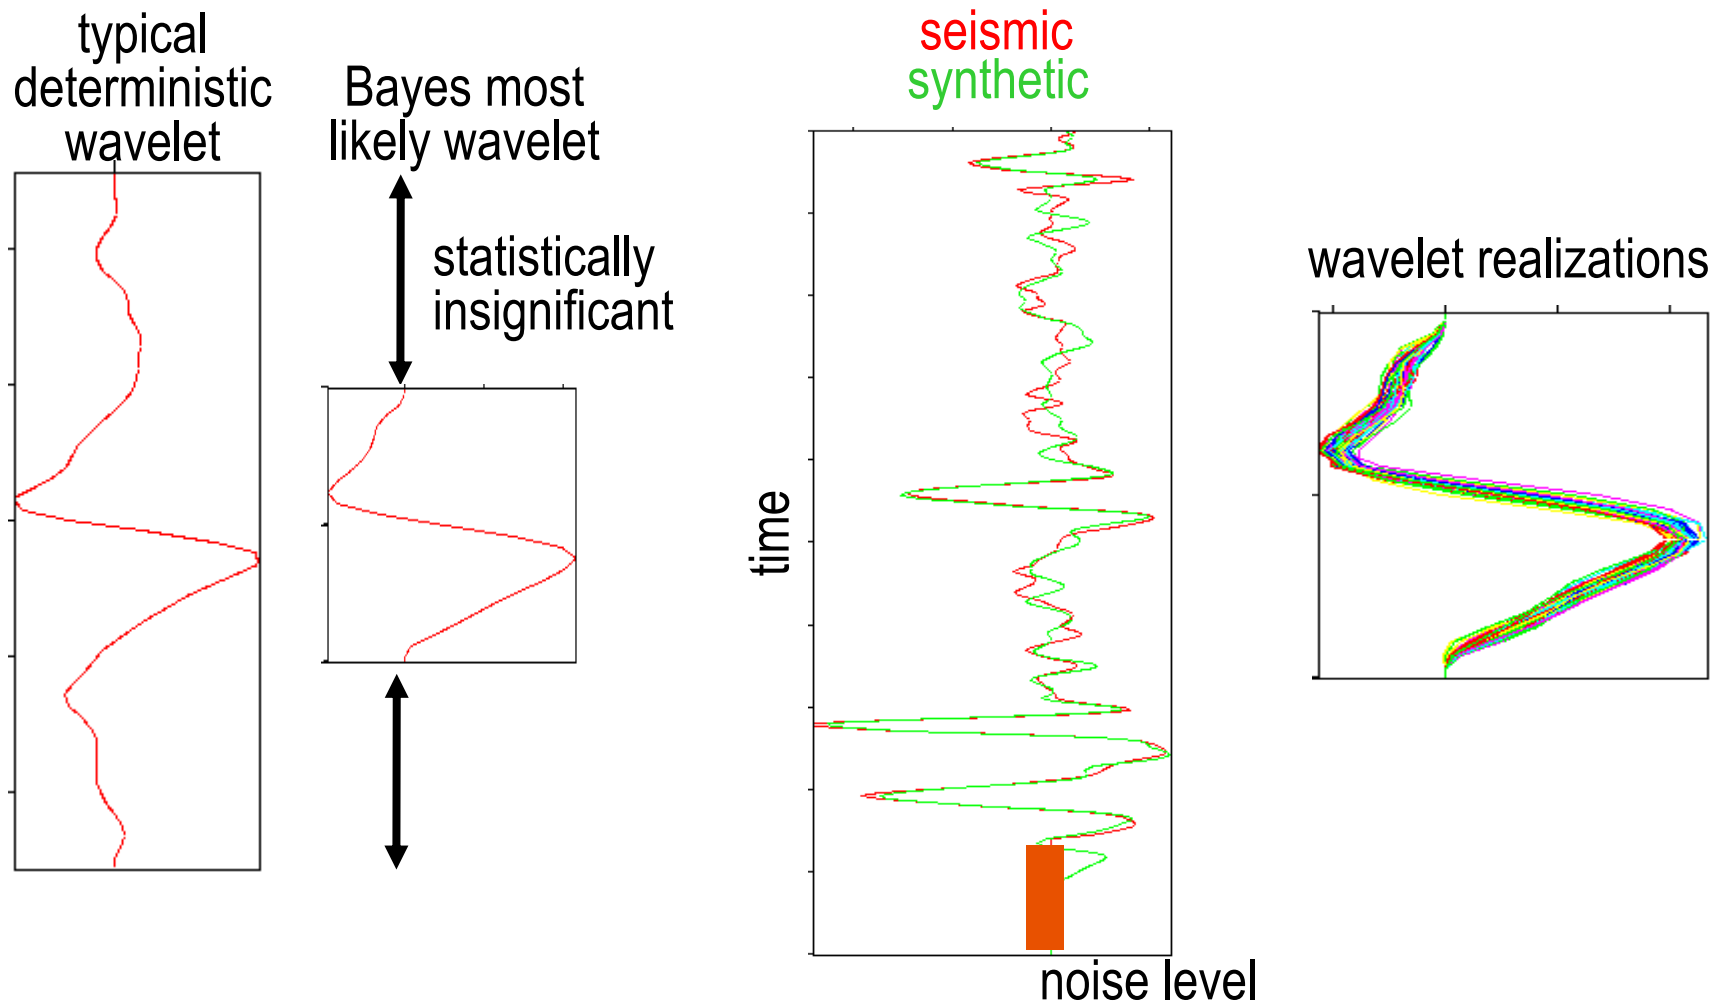 typical
deterministic
wavelet
Bayes most
likely wavelet
statistically
insignificant
seismic
synthetic
time
noise level
wavelet realizations